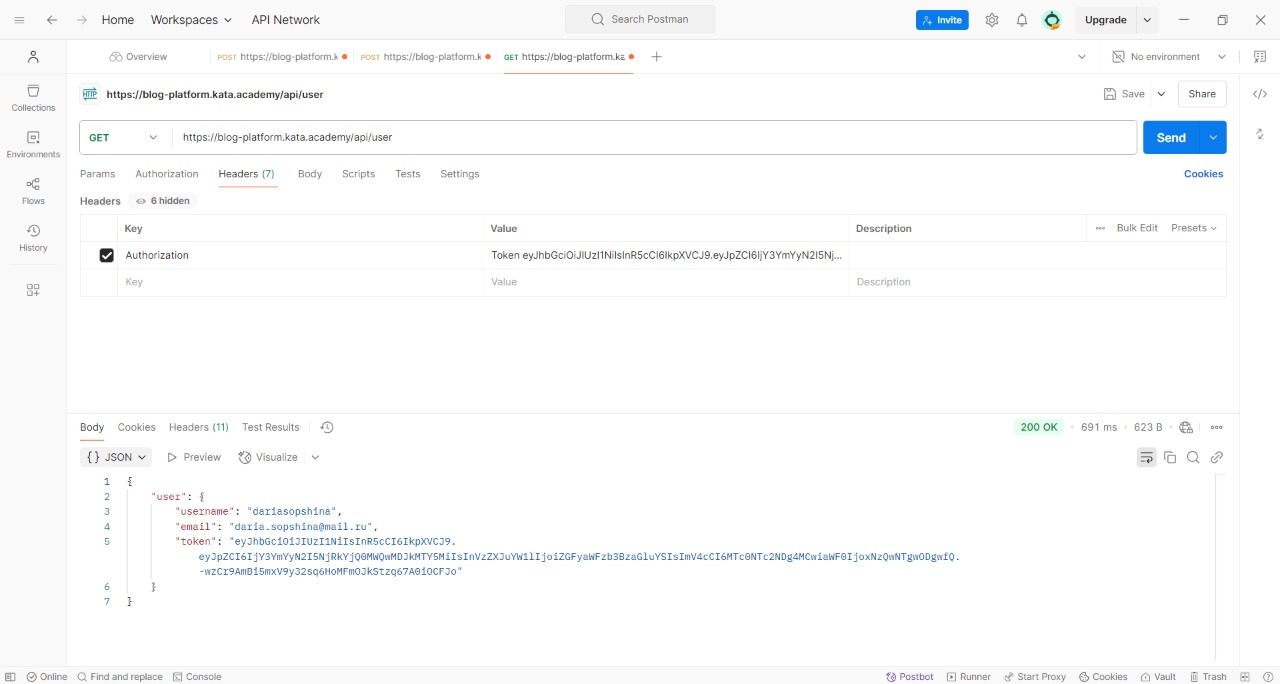 Home Workspaces API Network Search Postman Invite Upgrade
Overview POST https://blog-platform.k POST https://blog-platform.k GET https://blog-platform.ka No environment
https://blog-platform.kata.academy/api/user Save Share
GET https://blog-platform.kata.academy/api/user Send
Params Authorization Headers (7) Body Scripts Tests Settings Cookies
Headers 6 hidden
Key Value Description Bulk Edit Presets
Authorization Token eyJhbGciOiJIUzI1NiIsInR5cCI6IkpXVCJ9.eyJpZCI6IjY3YmYyN2I5Nj...
Key Value Description
Collections
Environments
Flows
History
Body Cookies Headers (11) Test Results 200 OK • 691 ms • 623 B
{} JSON Preview Visualize
1 {
2 "user": {
3 "username": "dariasopshina",
4 "email": "daria.sopshina@mail.ru",
5 "token": "eyJhbGciOiJIUzI1NiIsInR5cCI6IkpXVCJ9.
eyJpZCI6IjY3YmYyN2I5NjRkYjQ0MWQwMDJkMTY5MiIsInVzZXJuYW1lIjoiZGFyaWFzb3BzaGluYSIsImV4cCI6MTc0NTc2NDg4MCwiaWF0IjoxNzQwNTgwODgwfQ.
-wzCr9AmBi5mxV9y32sq6HoMFmOJkStzq67A0iOCFJo"
6 }
7 }
Online Find and replace Console Postbot Runner Start Proxy Cookies Vault Trash